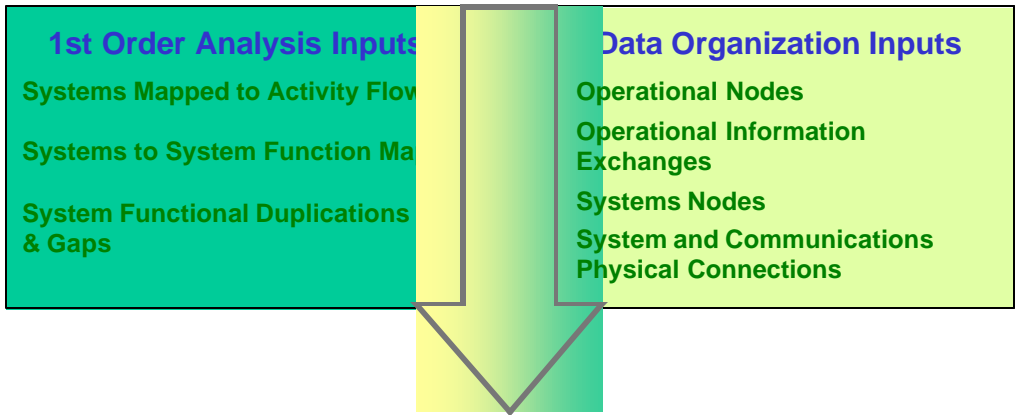 1st Order Analysis Inputs
Systems Mapped to Activity Flow
Systems to System Function Ma
System Functional Duplications
& Gaps
Data Organization Inputs
Operational Nodes
Operational Information
Exchanges
Systems Nodes
System and Communications
Physical Connections